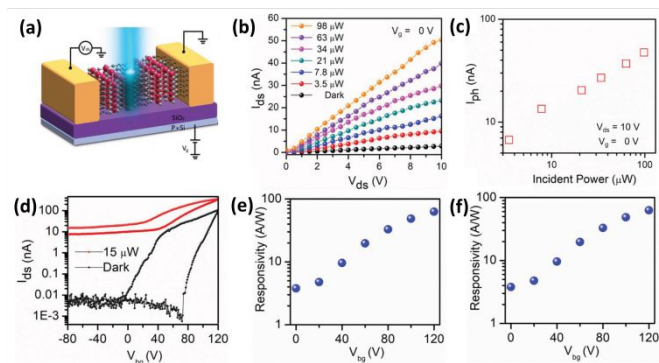 (a)
V_ds
SiO₂
P+Si
V_g
(b)
I_ds (nA)
60
50
40
30
20
10
0
98 μW
63 μW
34 μW
21 μW
7.8 μW
3.5 μW
Dark
V_g = 0 V
0 2 4 6 8 10
V_ds (V)
(c)
I_ph (nA)
100
10
V_ds = 10 V
V_g = 0 V
10 100
Incident Power (μW)
(d)
I_ds (nA)
100
10
1
0.1
0.01
1E-3
15 μW
Dark
-80 -40 0 40 80 120
V_bg (V)
(e)
Responsivity (A/W)
100
10
1
0 20 40 60 80 100 120
V_bg (V)
(f)
Responsivity (A/W)
100
10
1
0 20 40 60 80 100 120
V_bg (V)